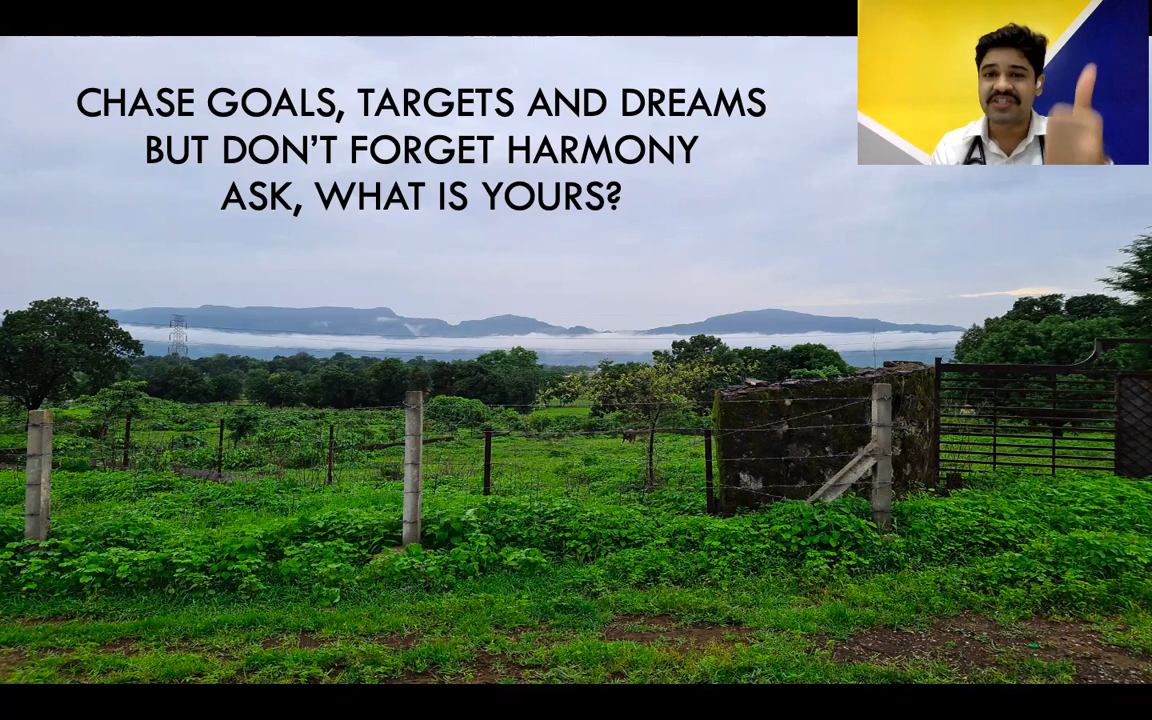 CHASE GOALS, TARGETS AND DREAMS
BUT DON’T FORGET HARMONY
ASK, WHAT IS YOURS?